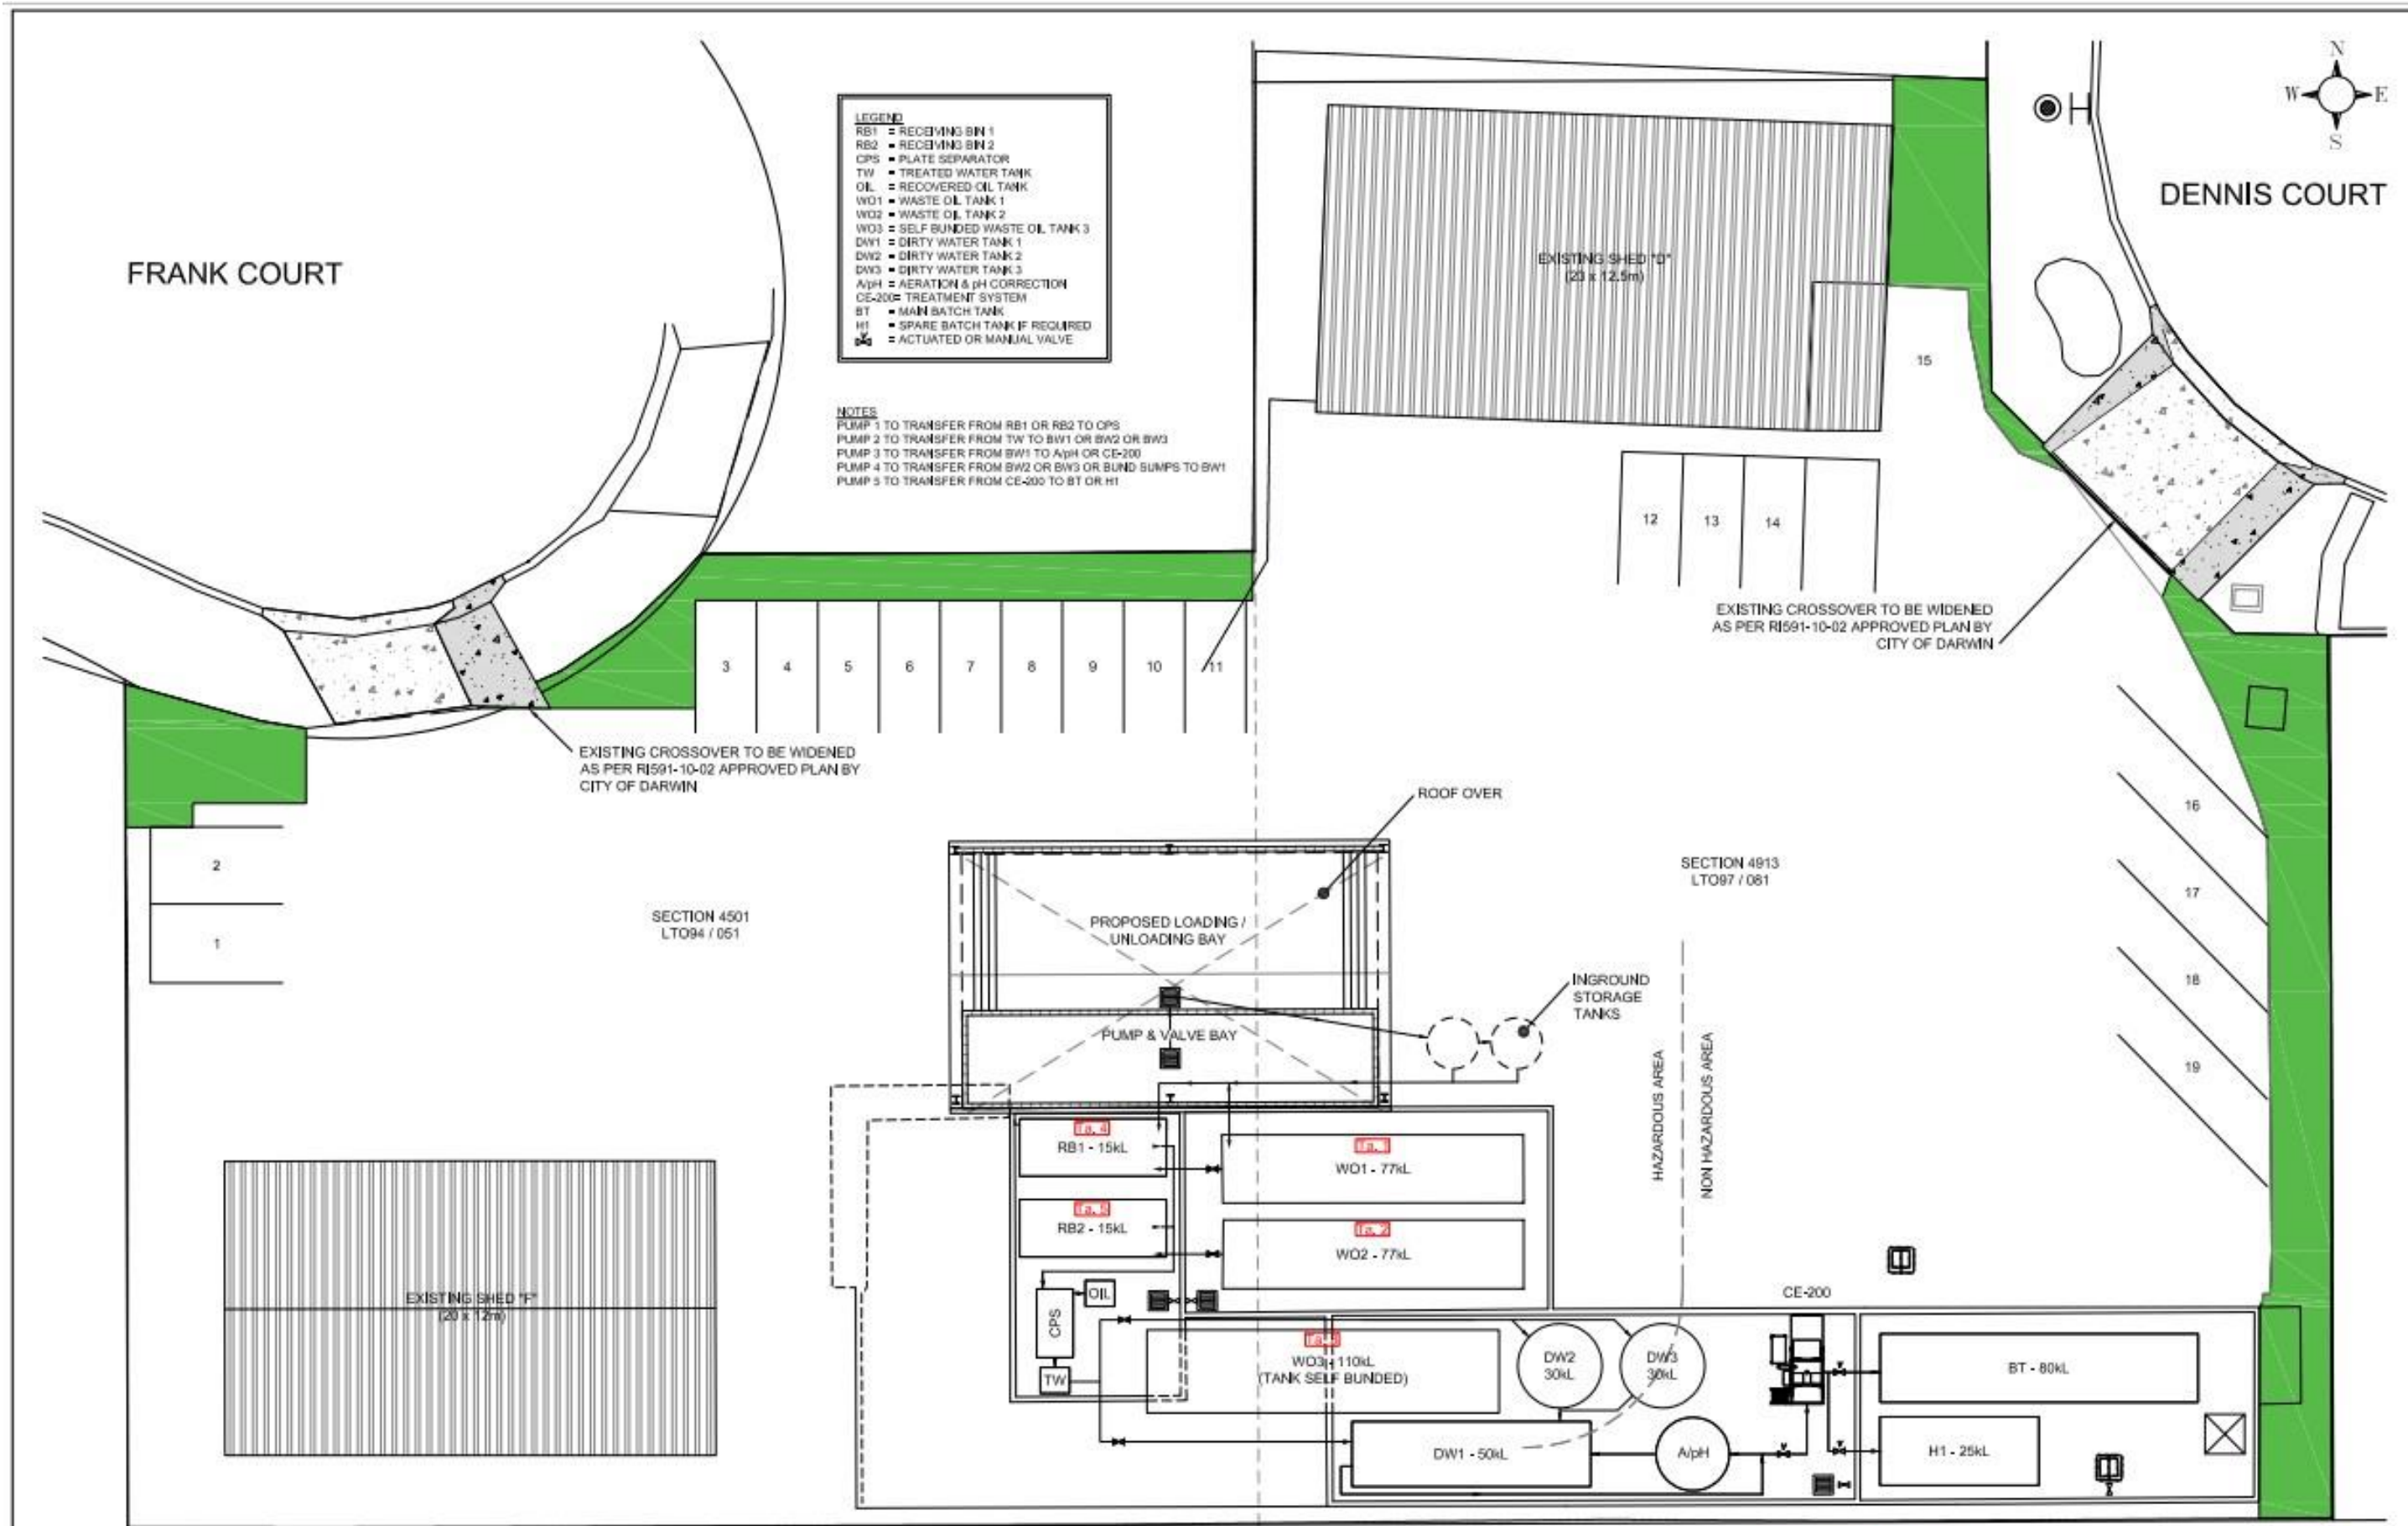 N
W E
S
DENNIS COURT
FRANK COURT
LEGEND
RB1 = RECEIVING BIN 1
RB2 = RECEIVING BIN 2
CPS = PLATE SEPARATOR
TW = TREATED WATER TANK
OIL = RECOVERED OIL TANK
WO1 = WASTE OIL TANK 1
WO2 = WASTE OIL TANK 2
WO3 = SELF BUNDED WASTE OIL TANK 3
DW1 = DIRTY WATER TANK 1
DW2 = DIRTY WATER TANK 2
DW3 = DIRTY WATER TANK 3
A/pH = AERATION & pH CORRECTION
CE-200= TREATMENT SYSTEM
BT = MAIN BATCH TANK
H1 = SPARE BATCH TANK IF REQUIRED
= ACTUATED OR MANUAL VALVE
NOTES
PUMP 1 TO TRANSFER FROM RB1 OR RB2 TO CPS
PUMP 2 TO TRANSFER FROM TW TO BW1 OR BW2 OR BW3
PUMP 3 TO TRANSFER FROM BW1 TO A/pH OR CE-200
PUMP 4 TO TRANSFER FROM BW2 OR BW3 OR BUND SUMPS TO BW1
PUMP 5 TO TRANSFER FROM CE-200 TO BT OR H1
EXISTING SHED "D"
(20 x 12.5m)
15
12 13 14
EXISTING CROSSOVER TO BE WIDENED
AS PER RI591-10-02 APPROVED PLAN BY
CITY OF DARWIN
3 4 5 6 7 8 9 10 11
EXISTING CROSSOVER TO BE WIDENED
AS PER RI591-10-02 APPROVED PLAN BY
CITY OF DARWIN
2
1
SECTION 4501
LTO94 / 051
ROOF OVER
PROPOSED LOADING /
UNLOADING BAY
PUMP & VALVE BAY
INGROUND
STORAGE
TANKS
SECTION 4913
LTO97 / 081
HAZARDOUS AREA
NON HAZARDOUS AREA
16
17
18
19
Ta. 4
RB1 - 15kL
Ta. 1
WO1 - 77kL
Ta. 5
RB2 - 15kL
Ta. 2
WO2 - 77kL
EXISTING SHED "F"
(20 x 12m)
OIL
CPS
TW
WO3 - 110kL
(TANK SELF BUNDED)
DW2
30kL
DW3
30kL
DW1 - 50kL
A/pH
CE-200
BT - 80kL
H1 - 25kL